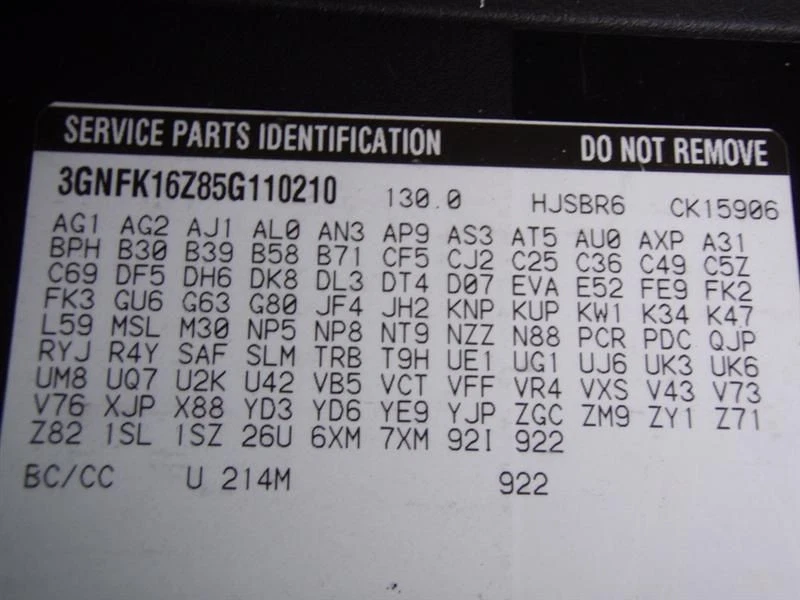 SERVICE PARTS IDENTIFICATION DO NOT REMOVE
3GNFK16Z85G110210 130.0 HJSBR6 CK15906
AG1 AG2 AJ1 AL0 AN3 AP9 AS3 AT5 AU0 AXP A31
BPH B30 B39 B58 B71 CF5 CJ2 C25 C36 C49 C5Z
C69 DF5 DH6 DK8 DL3 DT4 D07 EVA E52 FE9 FK2
FK3 GU6 G63 G80 JF4 JH2 KNP KUP KW1 K34 K47
L59 MSL M30 NP5 NP8 NT9 NZZ N88 PCR PDC QJP
RYJ R4Y SAF SLM TRB T9H UE1 UG1 UJ6 UK3 UK6
UM8 UQ7 U2K U42 VB5 VCT VFF VR4 VXS V43 V73
V76 XJP X88 YD3 YD6 YE9 YJP ZGC ZM9 ZY1 Z71
Z82 1SL 1SZ 26U 6XM 7XM 92I 922
BC/CC U 214M 922